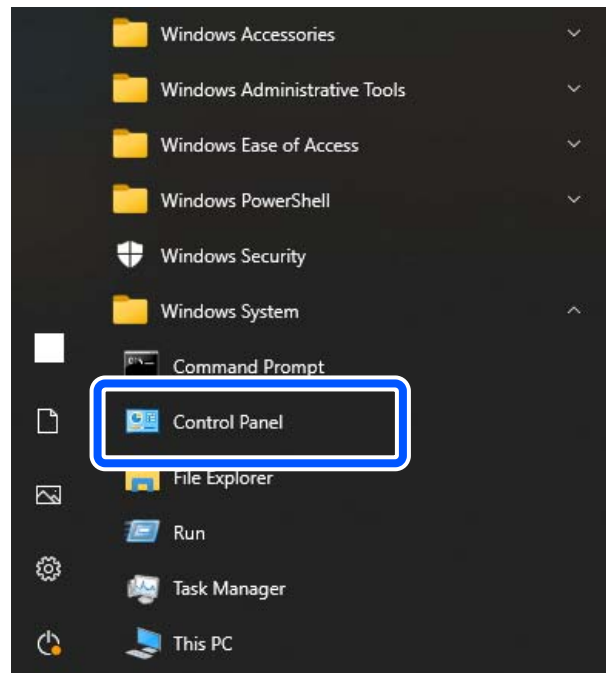 Windows Accessories
Windows Administrative Tools
Windows Ease of Access
Windows PowerShell
Windows Security
Windows System
Command Prompt
Control Panel
File Explorer
Run
Task Manager
This PC